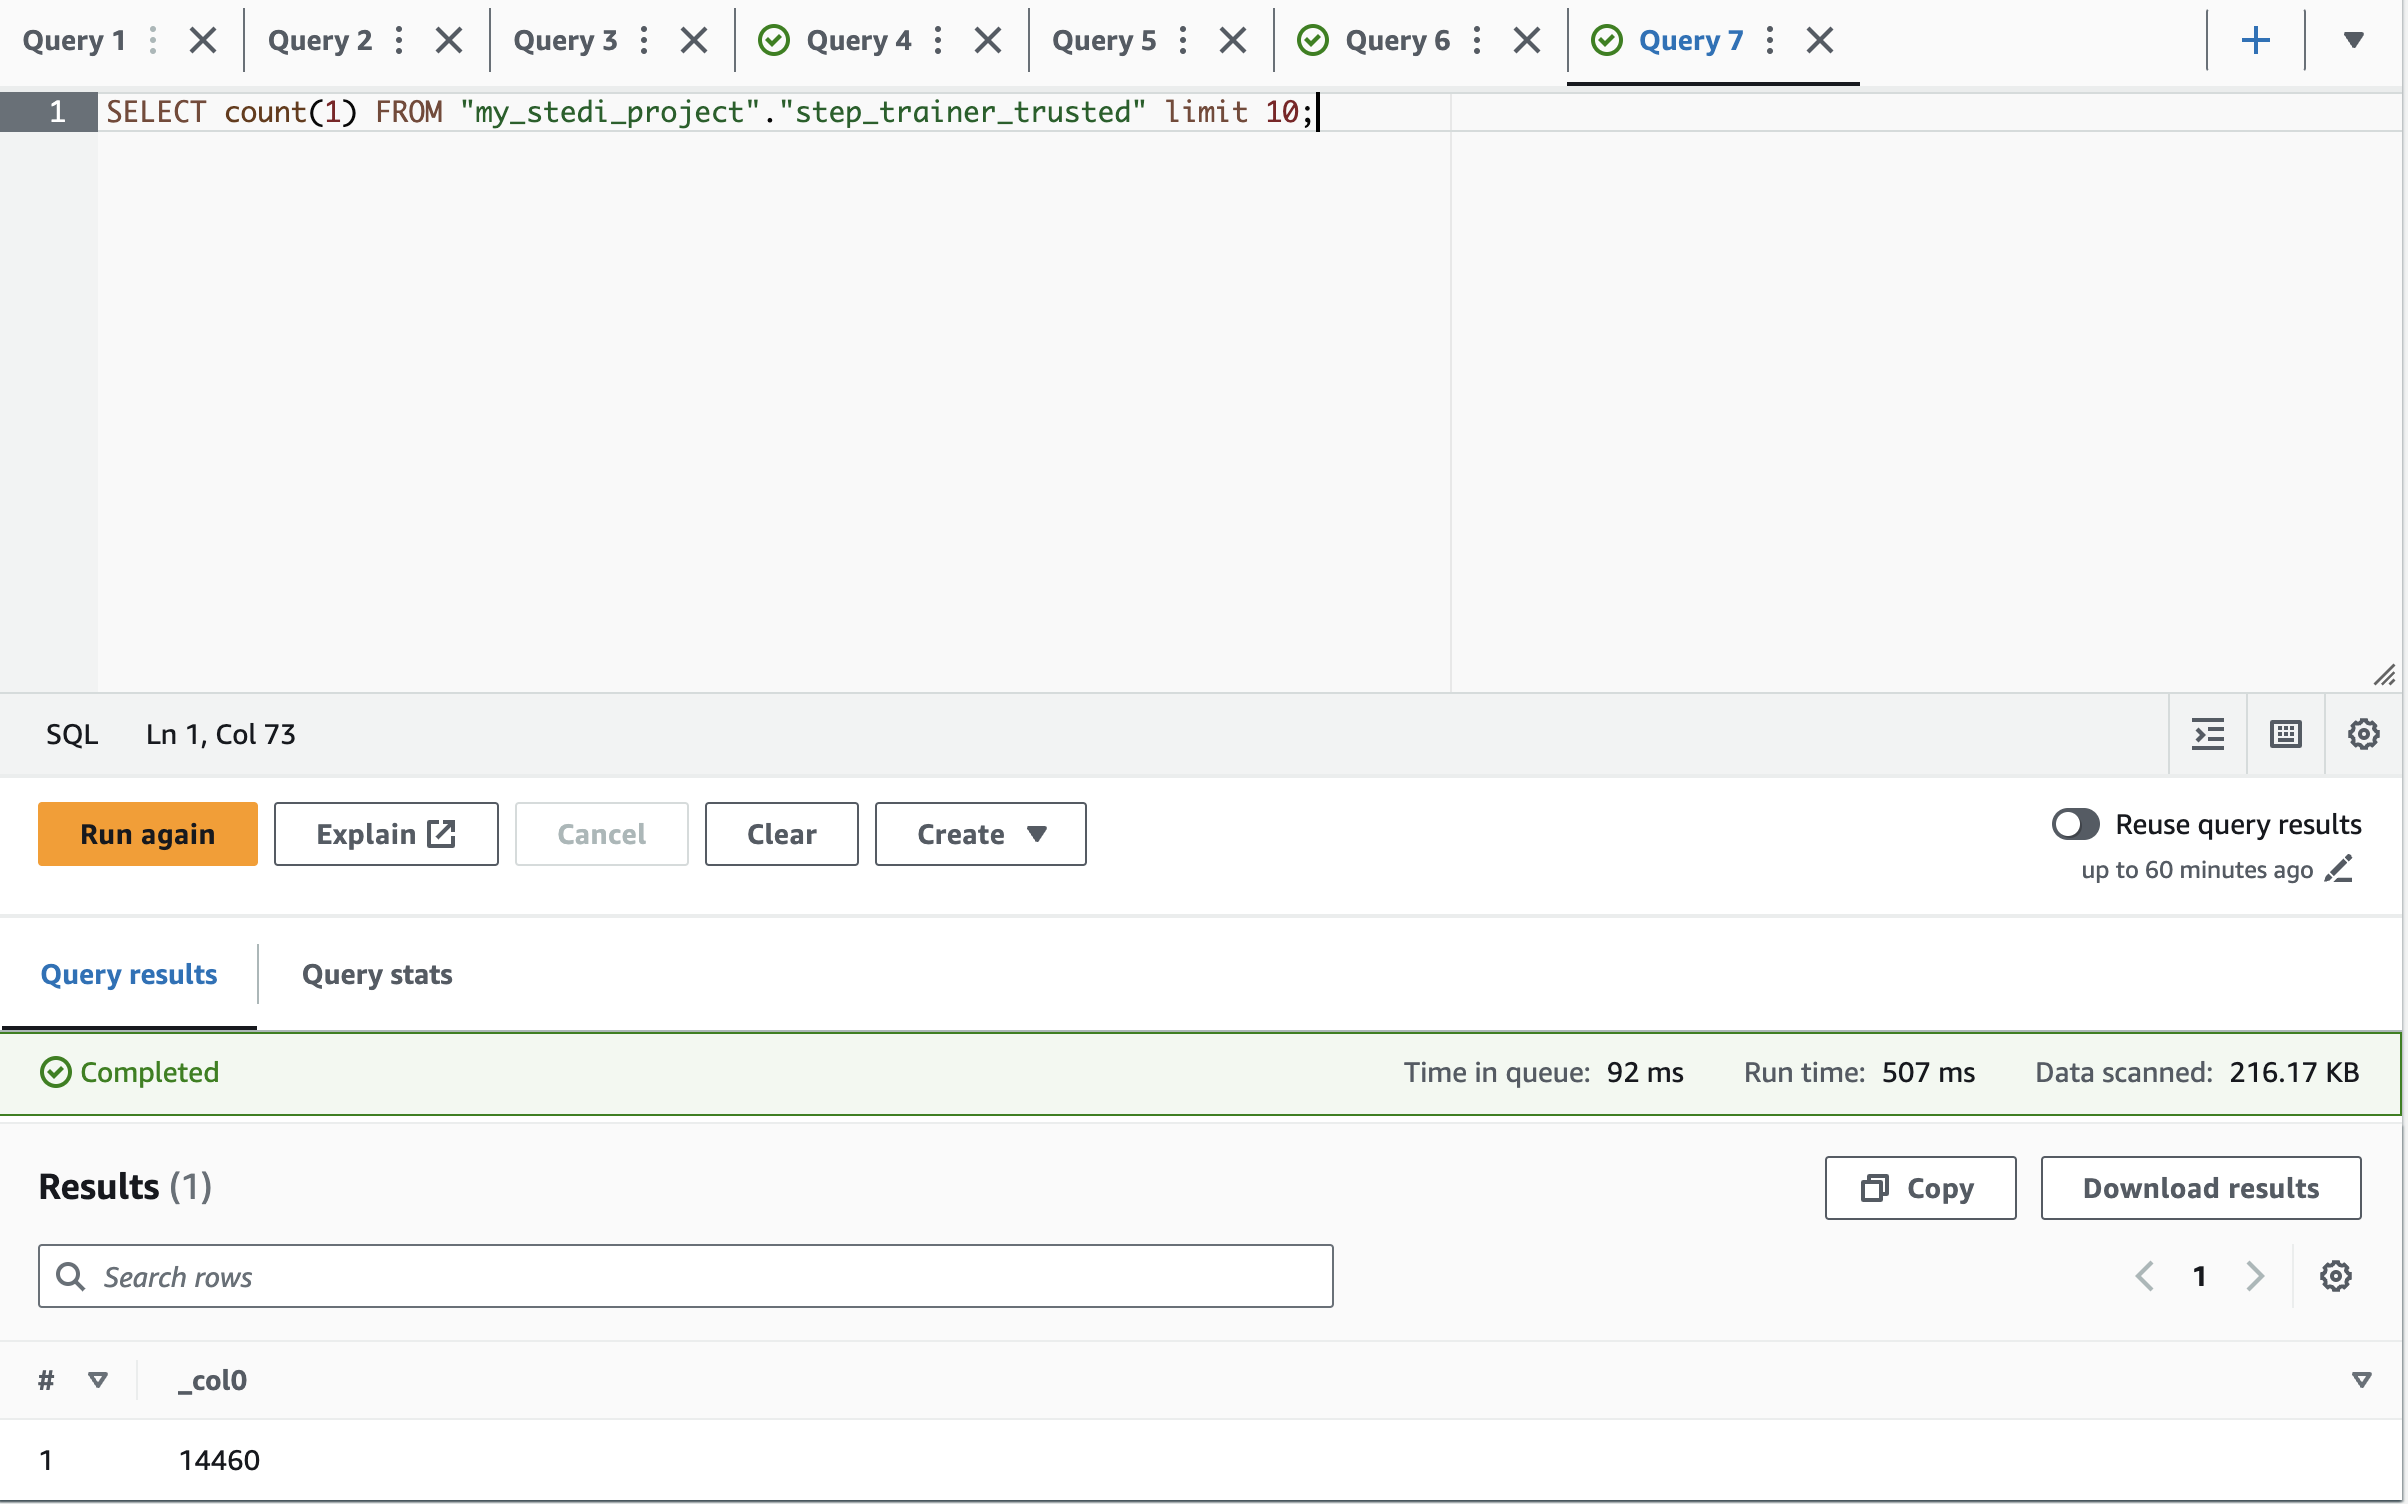 Query 1 Query 2 Query 3 Query 4 Query 5 Query 6 Query 7
1 SELECT count(1) FROM "my_stedi_project"."step_trainer_trusted" limit 10;
SQL Ln 1, Col 73
Run again Explain Cancel Clear Create Reuse query results
up to 60 minutes ago
Query results Query stats
Completed Time in queue: 92 ms Run time: 507 ms Data scanned: 216.17 KB
Results (1) Copy Download results
Search rows 1
# _col0
1 14460